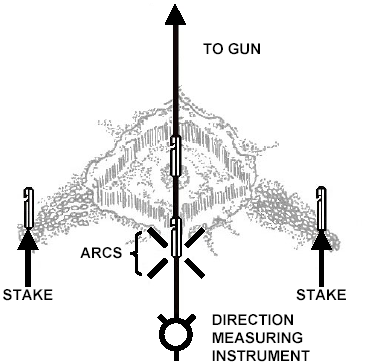 TO GUN
ARCS
STAKE
STAKE
DIRECTION
MEASURING
INSTRUMENT